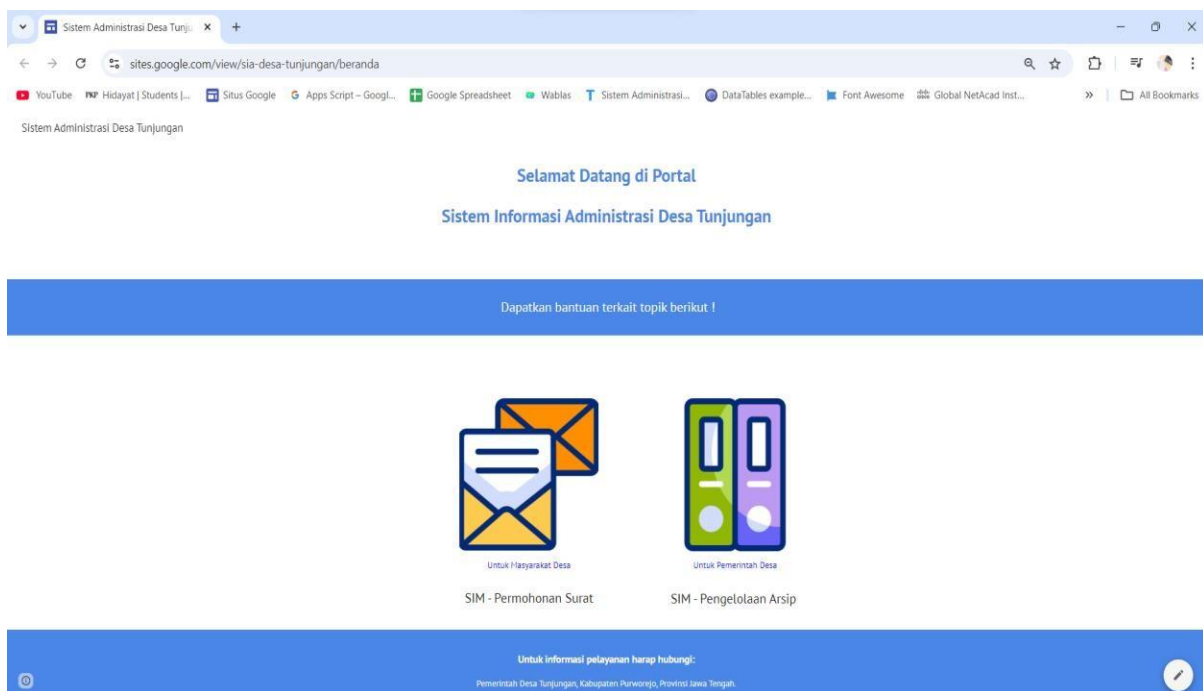 Sistem Administrasi Desa Tunju
sites.google.com/view/sia-desa-tunjungan/beranda
YouTube PKP Hidayat | Students |... Situs Google Apps Script – Googl... Google Spreadsheet Wablas Sistem Administrasi... DataTables example... Font Awesome Global NetAcad Inst... » All Bookmarks
Sistem Administrasi Desa Tunjungan
Selamat Datang di Portal
Sistem Informasi Administrasi Desa Tunjungan
Dapatkan bantuan terkait topik berikut !
Untuk Masyarakat Desa Untuk Pemerintah Desa
SIM - Permohonan Surat SIM - Pengelolaan Arsip
Untuk informasi pelayanan harap hubungi:
Pemerintah Desa Tunjungan, Kabupaten Purworejo, Provinsi Jawa Tengah.